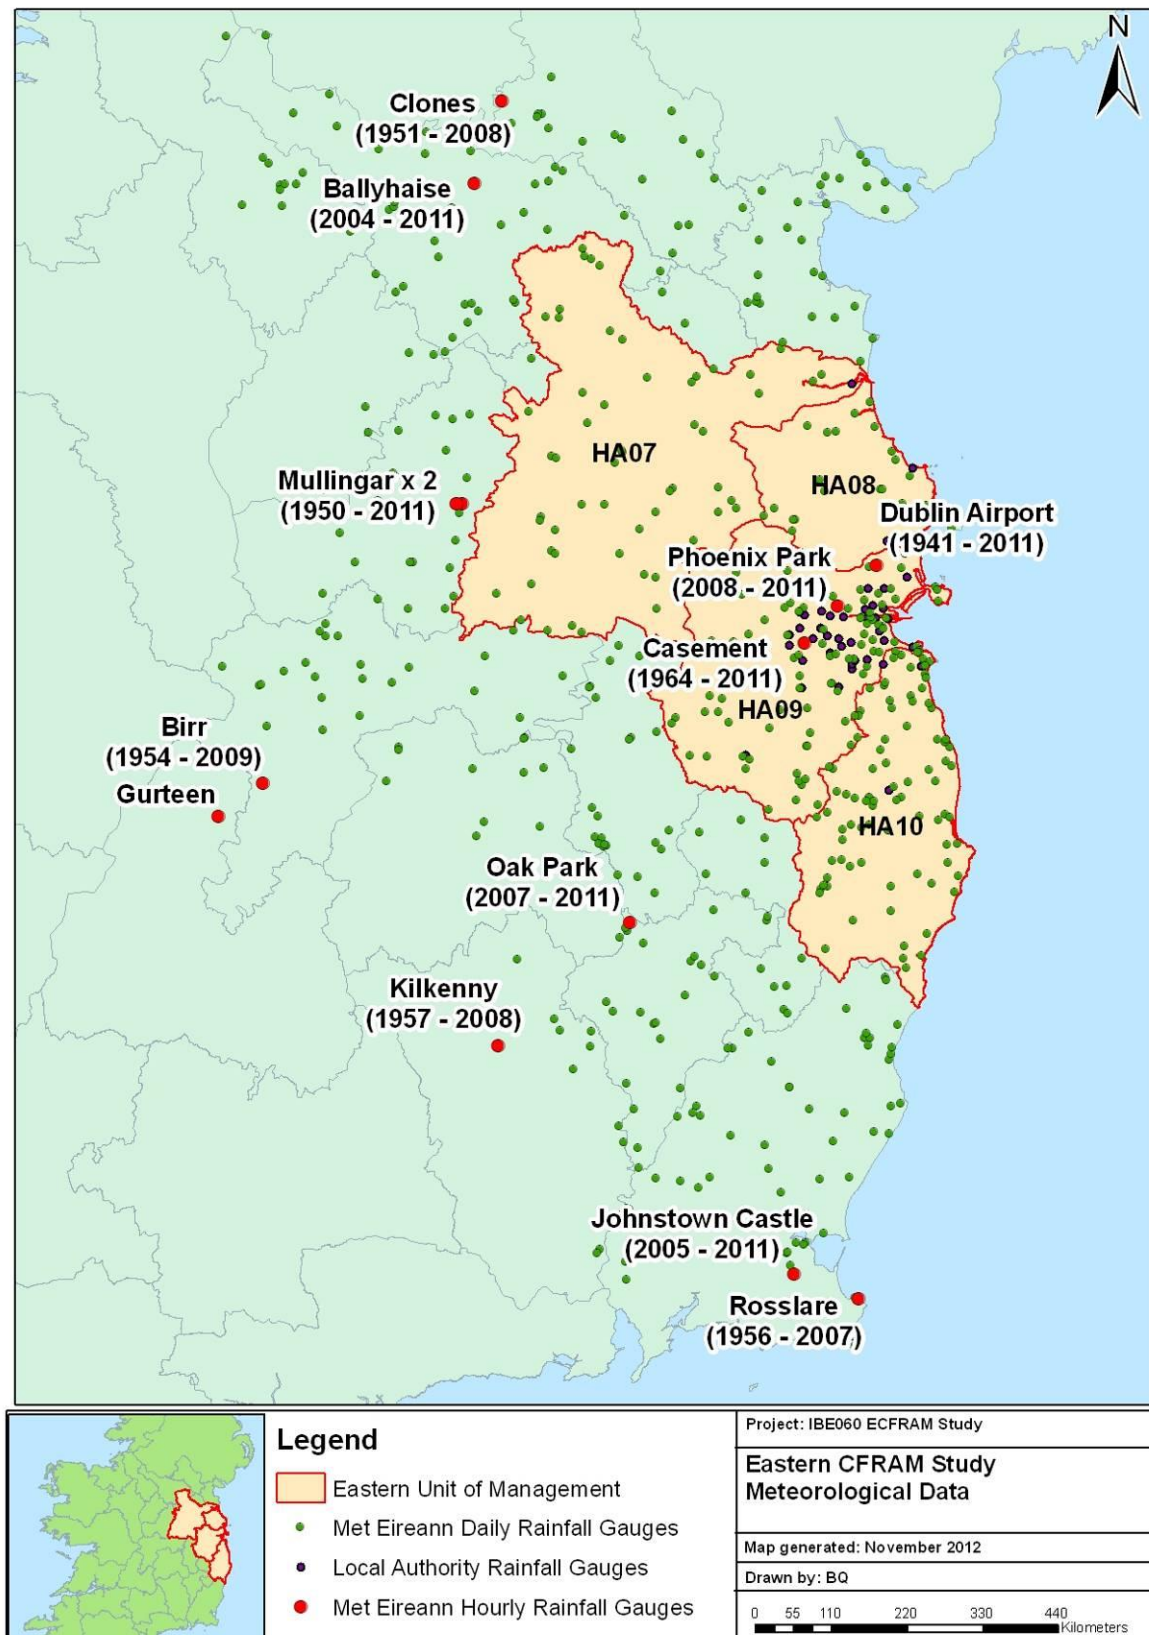 N
Clones
(1951 - 2008)
Ballyhaise
(2004 - 2011)
HA07
Mullingar x 2
(1950 - 2011)
HA08
Dublin Airport
(1941 - 2011)
Phoenix Park
(2008 - 2011)
Casement
(1964 - 2011)
HA09
Birr
(1954 - 2009)
Gurteen
HA10
Oak Park
(2007 - 2011)
Kilkenny
(1957 - 2008)
Johnstown Castle
(2005 - 2011)
Rosslare
(1956 - 2007)
Legend
Eastern Unit of Management
Met Eireann Daily Rainfall Gauges
Local Authority Rainfall Gauges
Met Eireann Hourly Rainfall Gauges
Project: IBE060 ECFRAM Study
Eastern CFRAM Study
Meteorological Data
Map generated: November 2012
Drawn by: BQ
0 55 110 220 330 440
Kilometers